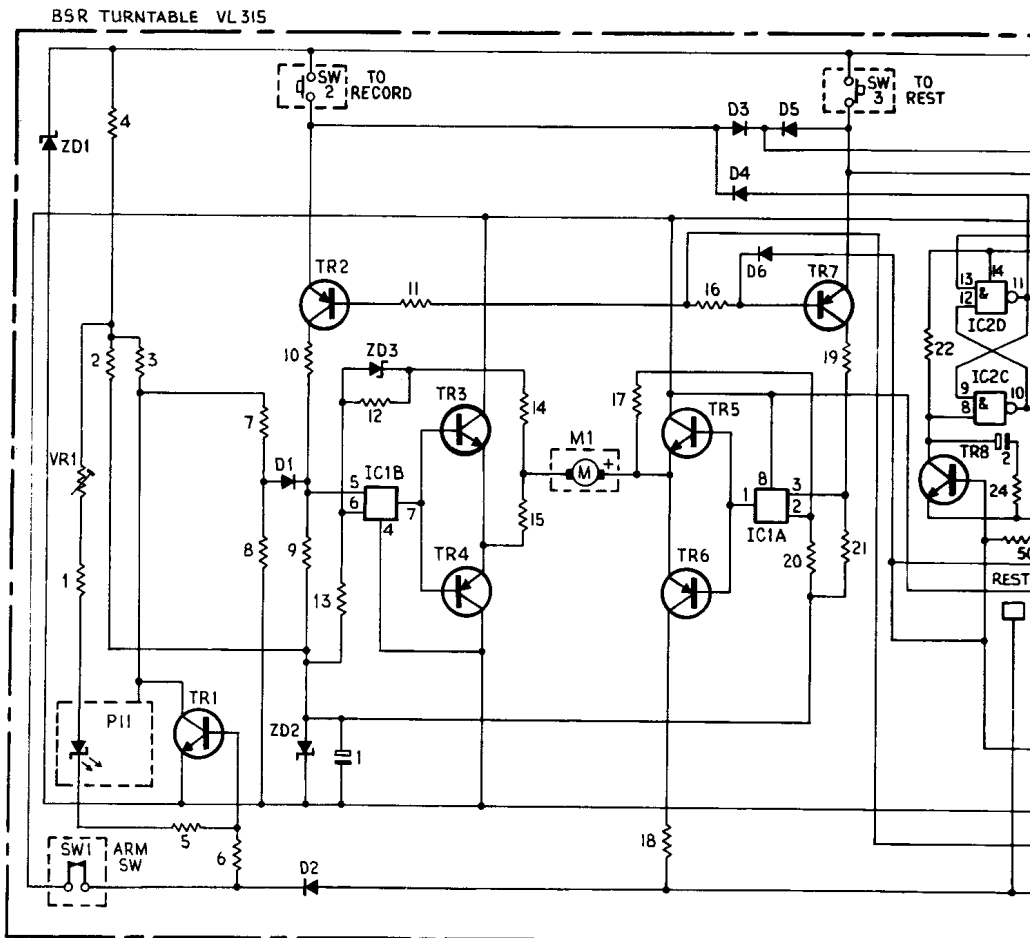 BSR TURNTABLE VL315
SW 2
TO RECORD
SW 3
TO REST
4
ZD1
D3
D5
D4
D6
TR2
11
16
TR7
14
13
12
&
11
IC2D
10
ZD3
12
22
19
IC2C
9
8
&
10
2
3
7
TR3
14
17
TR5
VR1
D1
5
6
IC1B
4
7
M1
M
+
8
1
3
2
IC1A
TR8
2
24
8
9
15
1
13
TR4
TR6
20
21
50
REST
TR1
P11
ZD2
1
5
6
18
SW1
ARM SW
D2